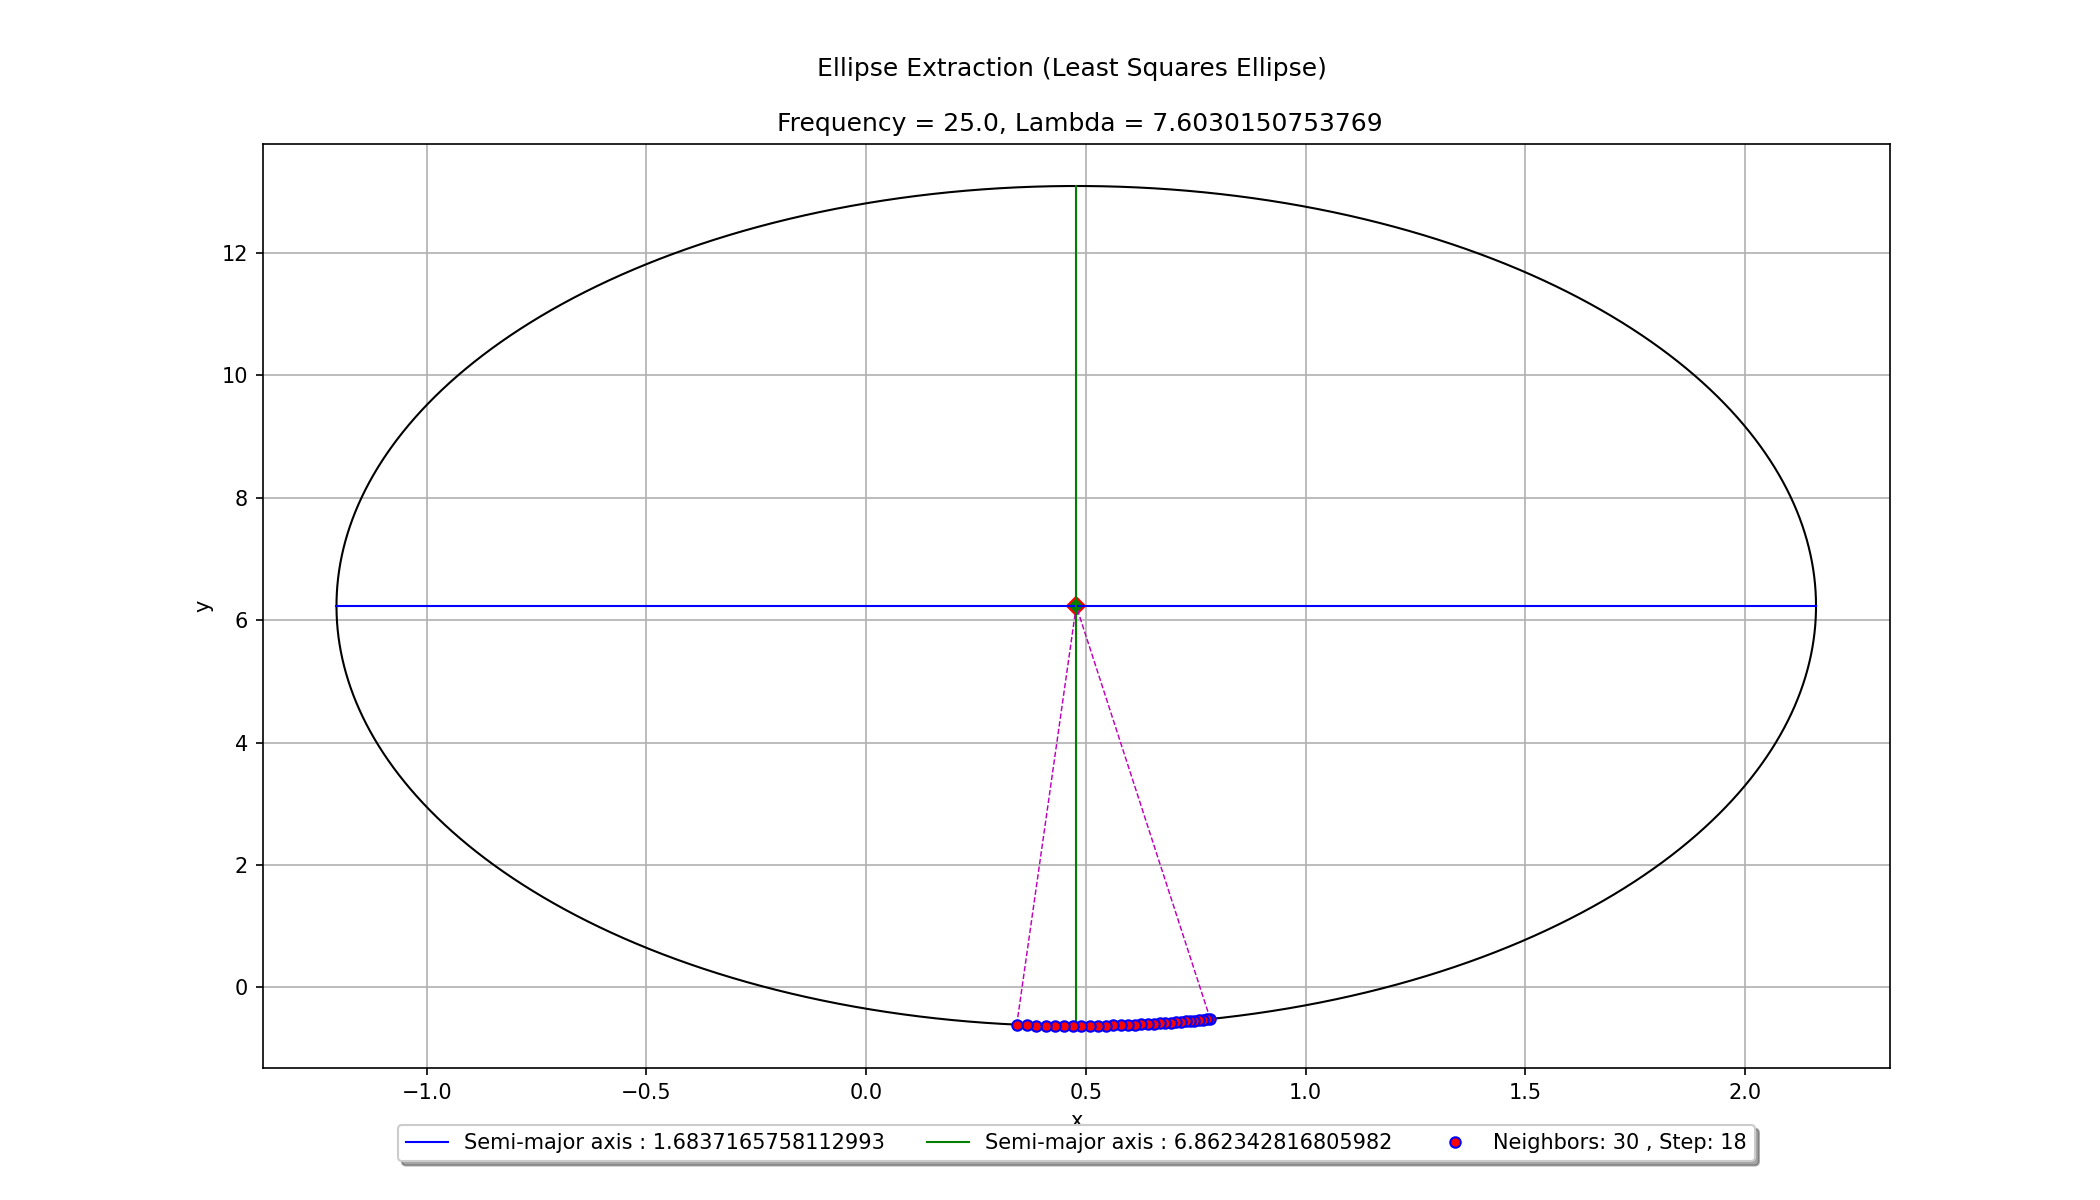 Ellipse Extraction (Least Squares Ellipse)
Frequency = 25.0, Lambda = 7.6030150753769
12
10
8
6
4
2
0
y
−1.0 −0.5 0.0 0.5 1.0 1.5 2.0
x
Semi-major axis : 1.6837165758112993 Semi-major axis : 6.862342816805982 Neighbors: 30 , Step: 18